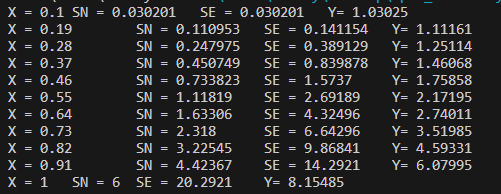 X = 0.1 SN = 0.030201 SE = 0.030201 Y= 1.03025
X = 0.19 SN = 0.110953 SE = 0.141154 Y= 1.11161
X = 0.28 SN = 0.247975 SE = 0.389129 Y= 1.25114
X = 0.37 SN = 0.450749 SE = 0.839878 Y= 1.46068
X = 0.46 SN = 0.733823 SE = 1.5737 Y= 1.75858
X = 0.55 SN = 1.11819 SE = 2.69189 Y= 2.17195
X = 0.64 SN = 1.63306 SE = 4.32496 Y= 2.74011
X = 0.73 SN = 2.318 SE = 6.64296 Y= 3.51985
X = 0.82 SN = 3.22545 SE = 9.86841 Y= 4.59331
X = 0.91 SN = 4.42367 SE = 14.2921 Y= 6.07995
X = 1 SN = 6 SE = 20.2921 Y= 8.15485